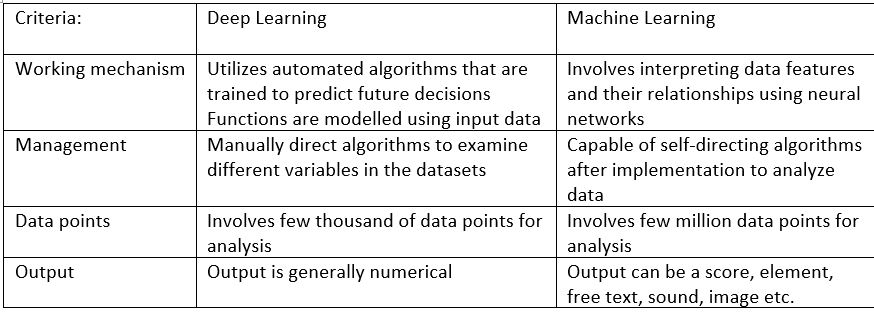 Criteria: Deep Learning Machine Learning
Working mechanism Utilizes automated algorithms that are Involves interpreting data features
trained to predict future decisions and their relationships using neural
Functions are modelled using input data networks
Management Manually direct algorithms to examine Capable of self-directing algorithms
different variables in the datasets after implementation to analyze
data
Data points Involves few thousand of data points for Involves few million data points for
analysis analysis
Output Output is generally numerical Output can be a score, element,
free text, sound, image etc.